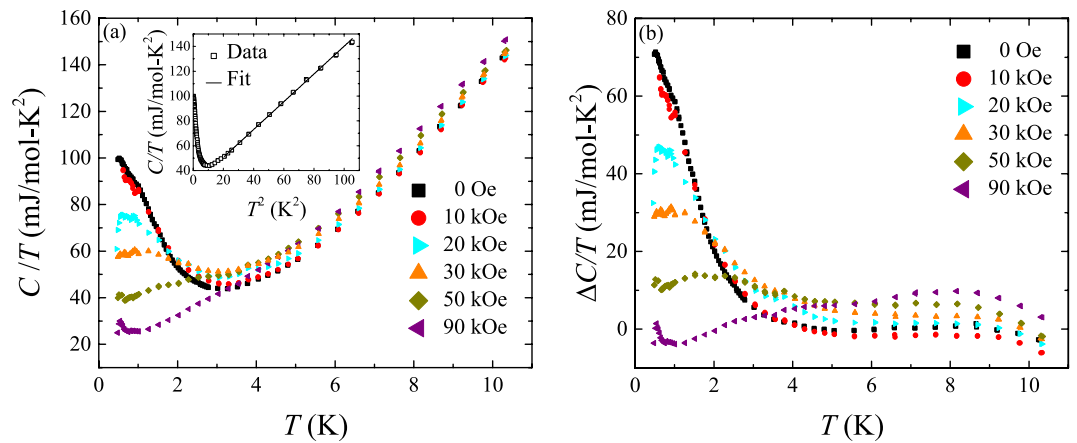 (a)
C /T (mJ/mol-K²)
160
140
120
100
80
60
40
20
0 2 4 6 8 10
T (K)
C/T (mJ/mol-K²)
150
140
120
100
80
60
40
0 20 40 60 80 100
T² (K²)
Data
Fit
0 Oe
10 kOe
20 kOe
30 kOe
50 kOe
90 kOe
(b)
ΔC/T (mJ/mol-K²)
80
60
40
20
0
0 2 4 6 8 10
T (K)
0 Oe
10 kOe
20 kOe
30 kOe
50 kOe
90 kOe